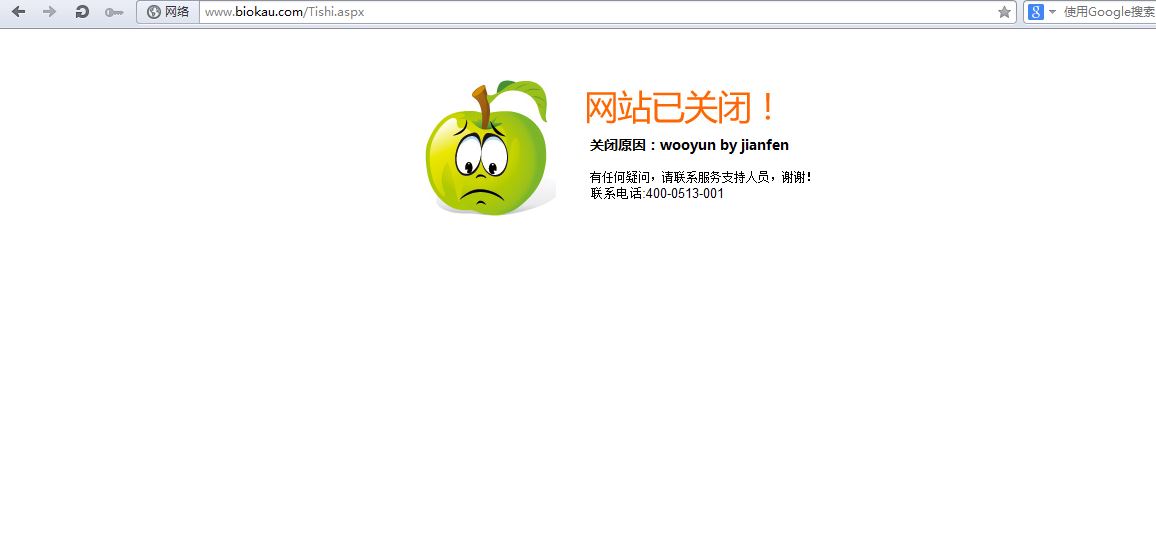 网络
www.biokau.com/Tishi.aspx
使用Google搜索
网站已关闭！
关闭原因：wooyun by jianfen
有任何疑问，请联系服务支持人员，谢谢!
联系电话:400-0513-001